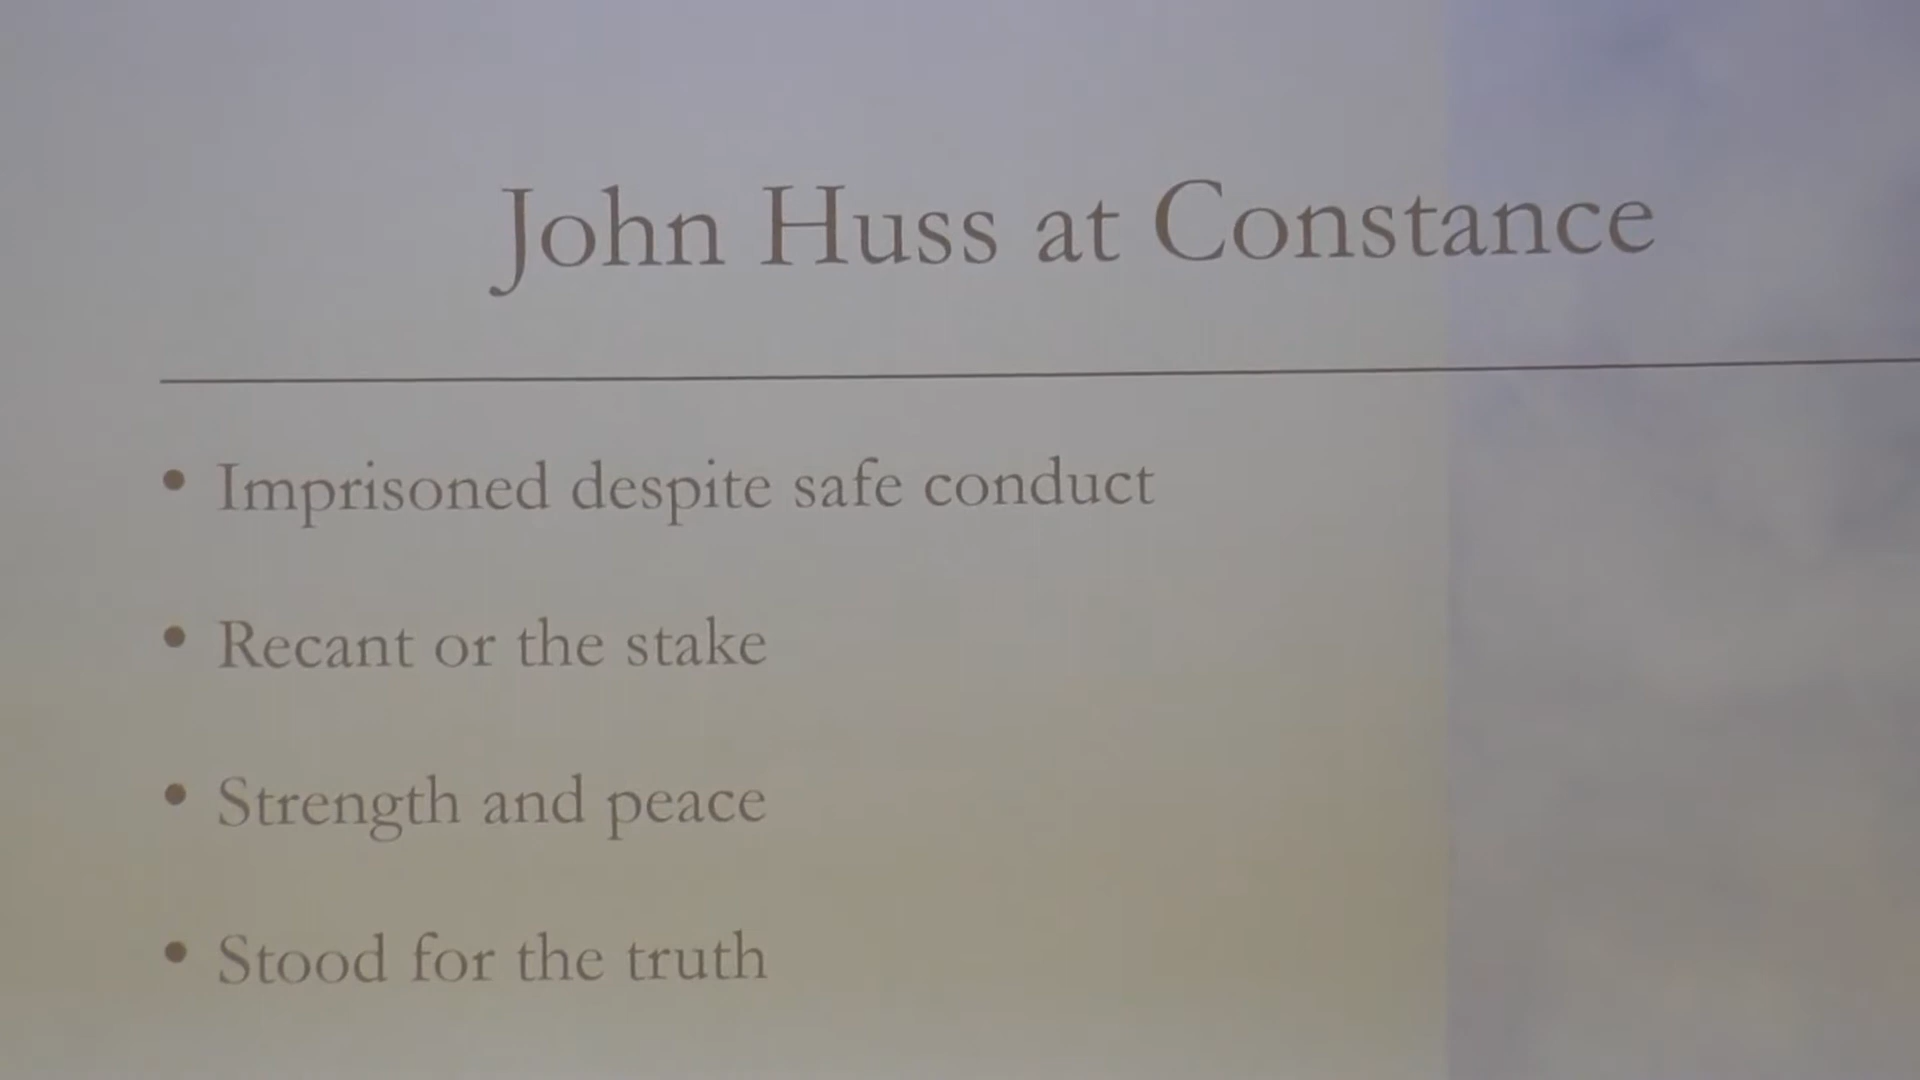 John Huss at Constance
• Imprisoned despite safe conduct
• Recant or the stake
• Strength and peace
• Stood for the truth